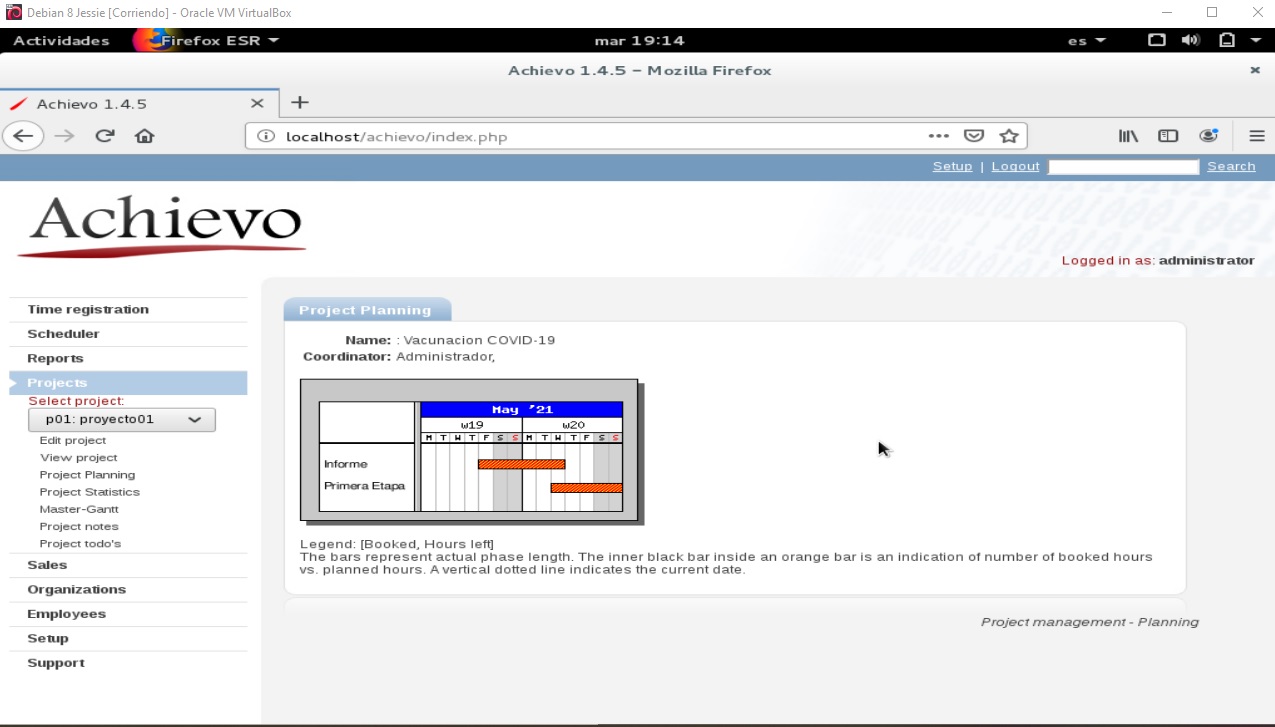 Debian 8 Jessie [Corriendo] - Oracle VM VirtualBox
Actividades Firefox ESR mar 19:14 es
Achievo 1.4.5 – Mozilla Firefox
Achievo 1.4.5
localhost/achievo/index.php
Setup | Logout Search
Achievo
Logged in as: administrator
Time registration
Scheduler
Reports
Projects
Select project:
p01: proyecto01
Edit project
View project
Project Planning
Project Statistics
Master-Gantt
Project notes
Project todo's
Sales
Organizations
Employees
Setup
Support
Project Planning
Name: : Vacunacion COVID-19
Coordinator: Administrador,
May '21
w19 w20
M T W T F S S M T W T F S S
Informe
Primera Etapa
Legend: [Booked, Hours left]
The bars represent actual phase length. The inner black bar inside an orange bar is an indication of number of booked hours
vs. planned hours. A vertical dotted line indicates the current date.
Project management - Planning